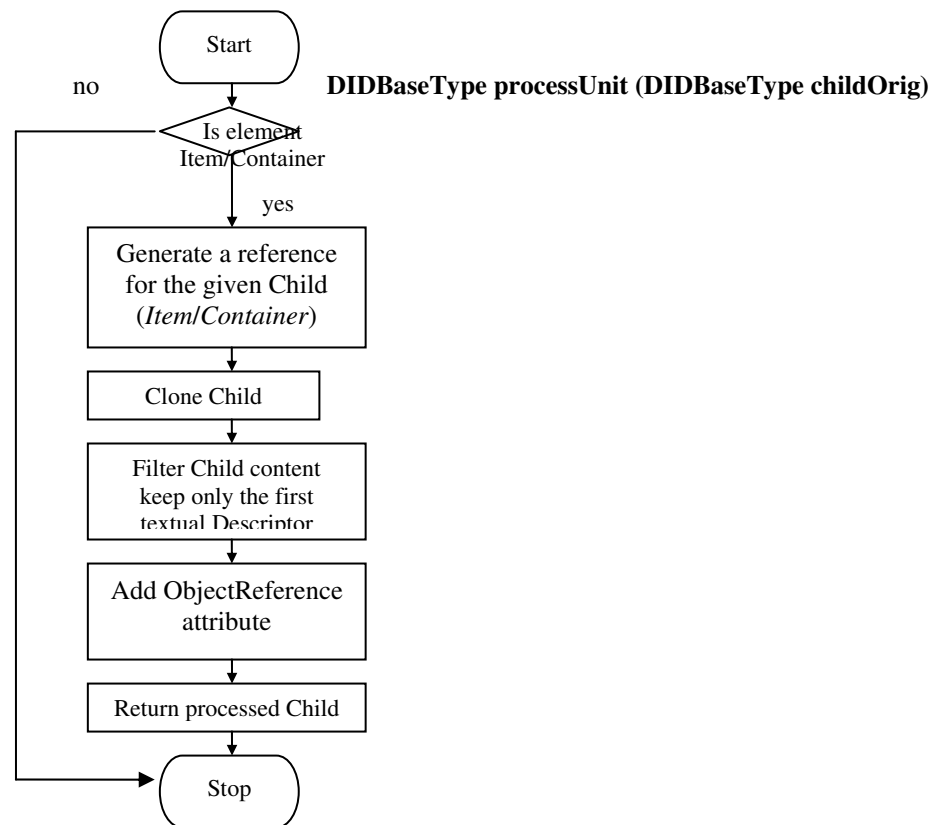 Start
no
DIDBaseType processUnit (DIDBaseType childOrig)
Is element
Item/Container
yes
Generate a reference
for the given Child
(Item/Container)
Clone Child
Filter Child content
keep only the first
textual Descriptor
Add ObjectReference
attribute
Return processed Child
Stop